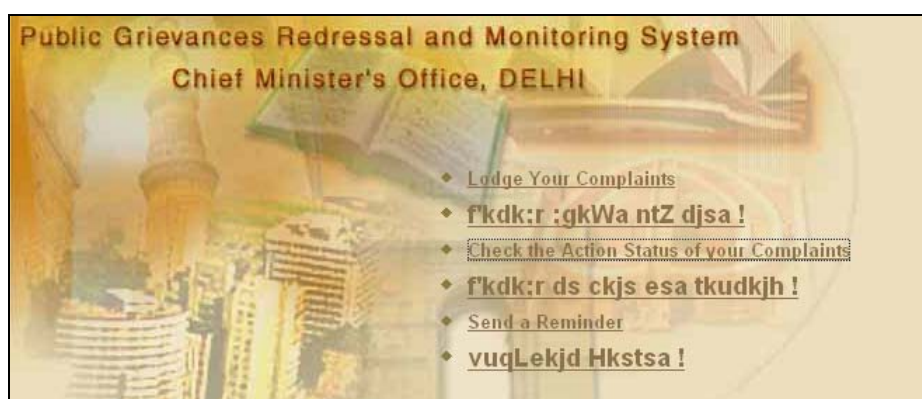 Public Grievances Redressal and Monitoring System
Chief Minister's Office, DELHI
Lodge Your Complaints
f'kdk:r :gkWa ntZ djsa !
Check the Action Status of your Complaints
f'kdk:r ds ckjs esa tkudkjh !
Send a Reminder
vuqLekjd Hkstsa !